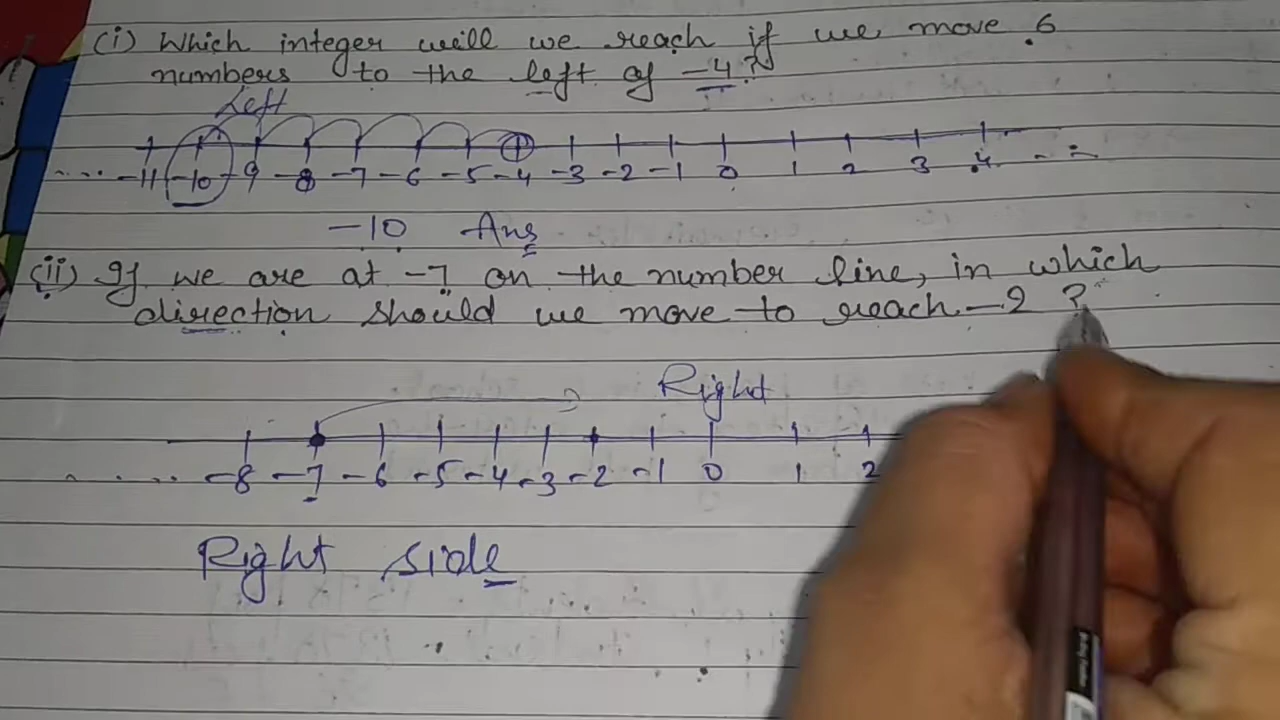 (i) Which integer will we reach if we move 6
numbers to the left of -4?
Left
.... -11 -10 -9 -8 -7 -6 -5 -4 -3 -2 -1 0 1 2 3 4 ...
-10 Ans
(ii) If we are at -7 on the number line, in which
direction should we move to reach -2 ?
Right
..... -8 -7 -6 -5 -4 -3 -2 -1 0 1 2
Right side